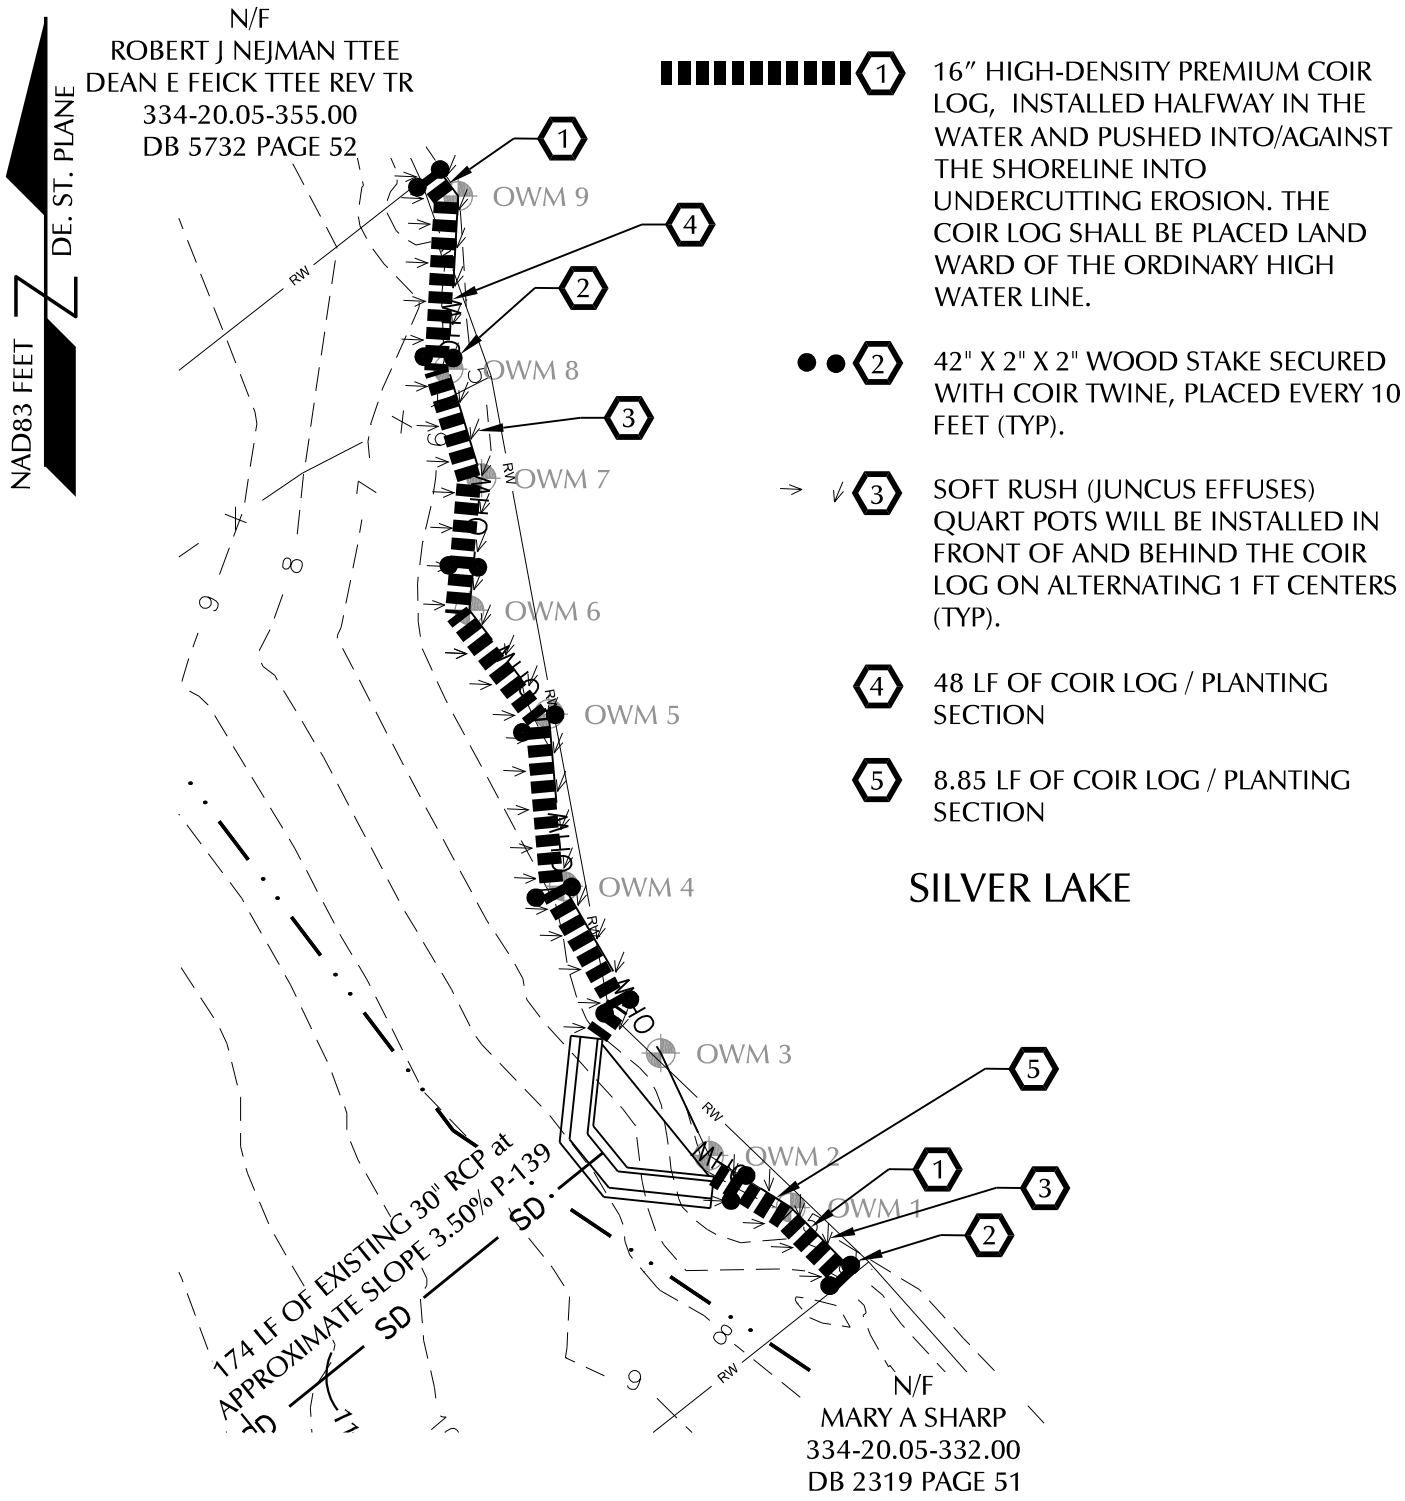 N/F
ROBERT J NEJMAN TTEE
DEAN E FEICK TTEE REV TR
334-20.05-355.00
DB 5732 PAGE 52
DE. ST. PLANE
NAD83 FEET
1
16” HIGH-DENSITY PREMIUM COIR
LOG, INSTALLED HALFWAY IN THE
WATER AND PUSHED INTO/AGAINST
THE SHORELINE INTO
UNDERCUTTING EROSION. THE
COIR LOG SHALL BE PLACED LAND
WARD OF THE ORDINARY HIGH
WATER LINE.
2
42" X 2" X 2" WOOD STAKE SECURED
WITH COIR TWINE, PLACED EVERY 10
FEET (TYP).
3
SOFT RUSH (JUNCUS EFFUSES)
QUART POTS WILL BE INSTALLED IN
FRONT OF AND BEHIND THE COIR
LOG ON ALTERNATING 1 FT CENTERS
(TYP).
4
48 LF OF COIR LOG / PLANTING
SECTION
5
8.85 LF OF COIR LOG / PLANTING
SECTION
SILVER LAKE
1
OWM 9
4
RW
2
OWM 8
5
3
6
RW
OWM 7
7
8
9
OWM 6
RW
OWM 5
OWM 4
RW
OWM 3
5
RW
OWM 2
1
OWM 1
3
2
174 LF OF EXISTING 30" RCP at
APPROXIMATE SLOPE 3.50% P-139
SD
SD
8
RW
9
11
10
N/F
MARY A SHARP
334-20.05-332.00
DB 2319 PAGE 51